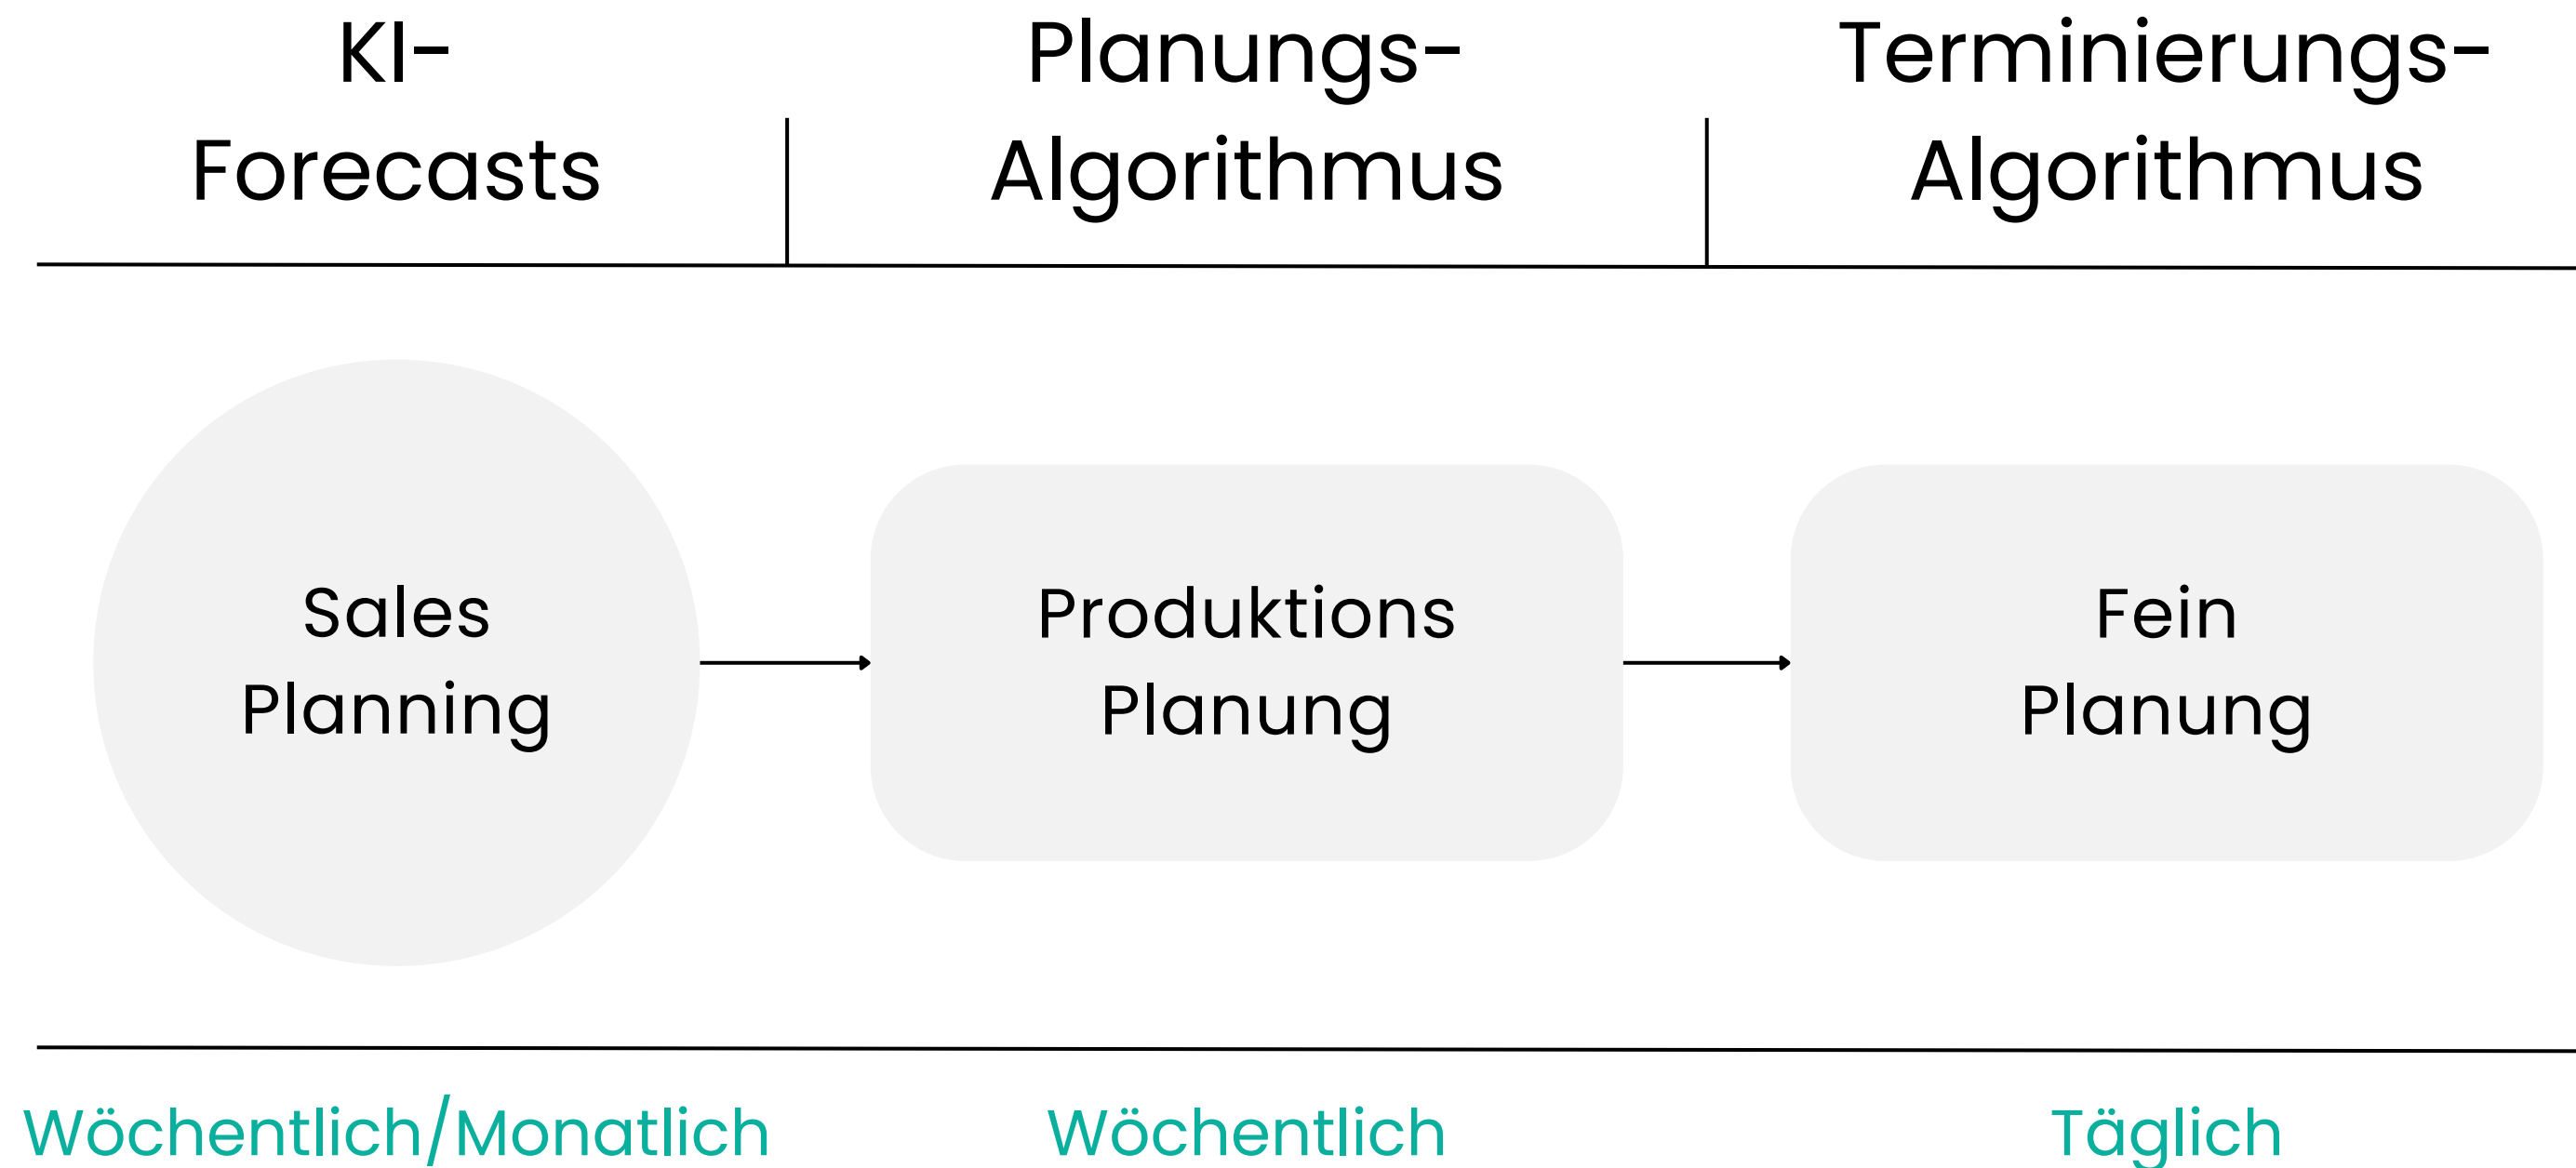 KI-
Forecasts
Planungs-
Algorithmus
Terminierungs-
Algorithmus
Sales
Planning
Produktions
Planung
Fein
Planung
Wöchentlich/Monatlich
Wöchentlich
Täglich